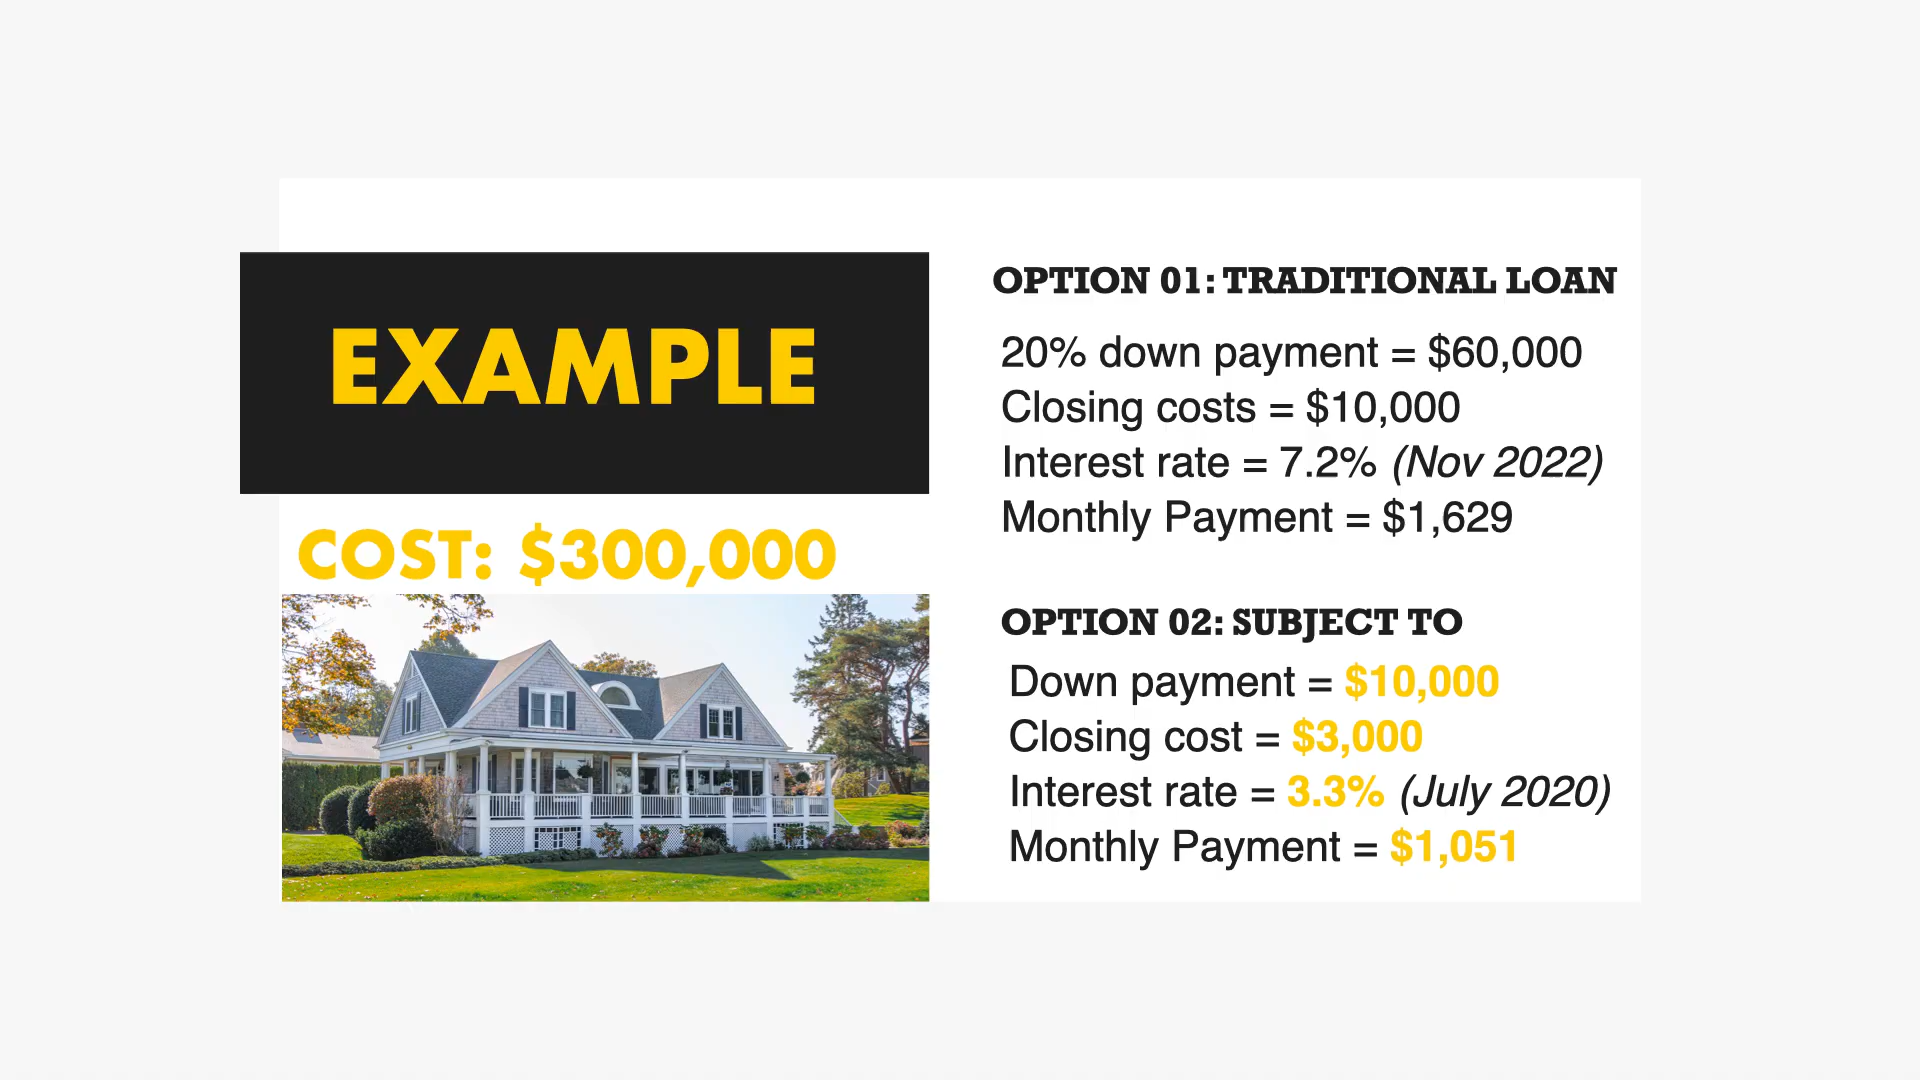 EXAMPLE
COST: $300,000
OPTION 01: TRADITIONAL LOAN
20% down payment = $60,000
Closing costs = $10,000
Interest rate = 7.2% (Nov 2022)
Monthly Payment = $1,629
OPTION 02: SUBJECT TO
Down payment = $10,000
Closing cost = $3,000
Interest rate = 3.3% (July 2020)
Monthly Payment = $1,051